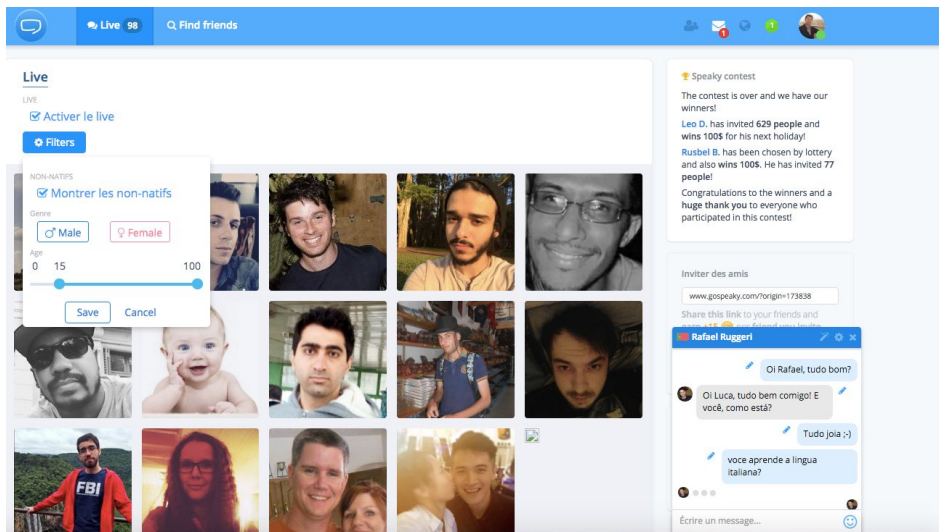 Live 98
Find friends
1
1
Live
LIVE
Activer le live
Filters
NON-NATIFS
Montrer les non-natifs
Genre
Male
Female
Age
0 15 100
Save
Cancel
FBI
Speaky contest
The contest is over and we have our
winners!
Leo D. has invited 629 people and
wins 100$ for his next holiday!
Rusbel B. has been chosen by lottery
and also wins 100$. He has invited 77
people!
Congratulations to the winners and a
huge thank you to everyone who
participated in this contest!
Inviter des amis
www.gospeaky.com/?origin=173838
Share this link to your friends and
earn +15 per friend you invite
Rafael Ruggeri
Oi Rafael, tudo bom?
Oi Luca, tudo bem comigo! E
você, como está?
Tudo joia ;-)
voce aprende a lingua
italiana?
Écrire un message...